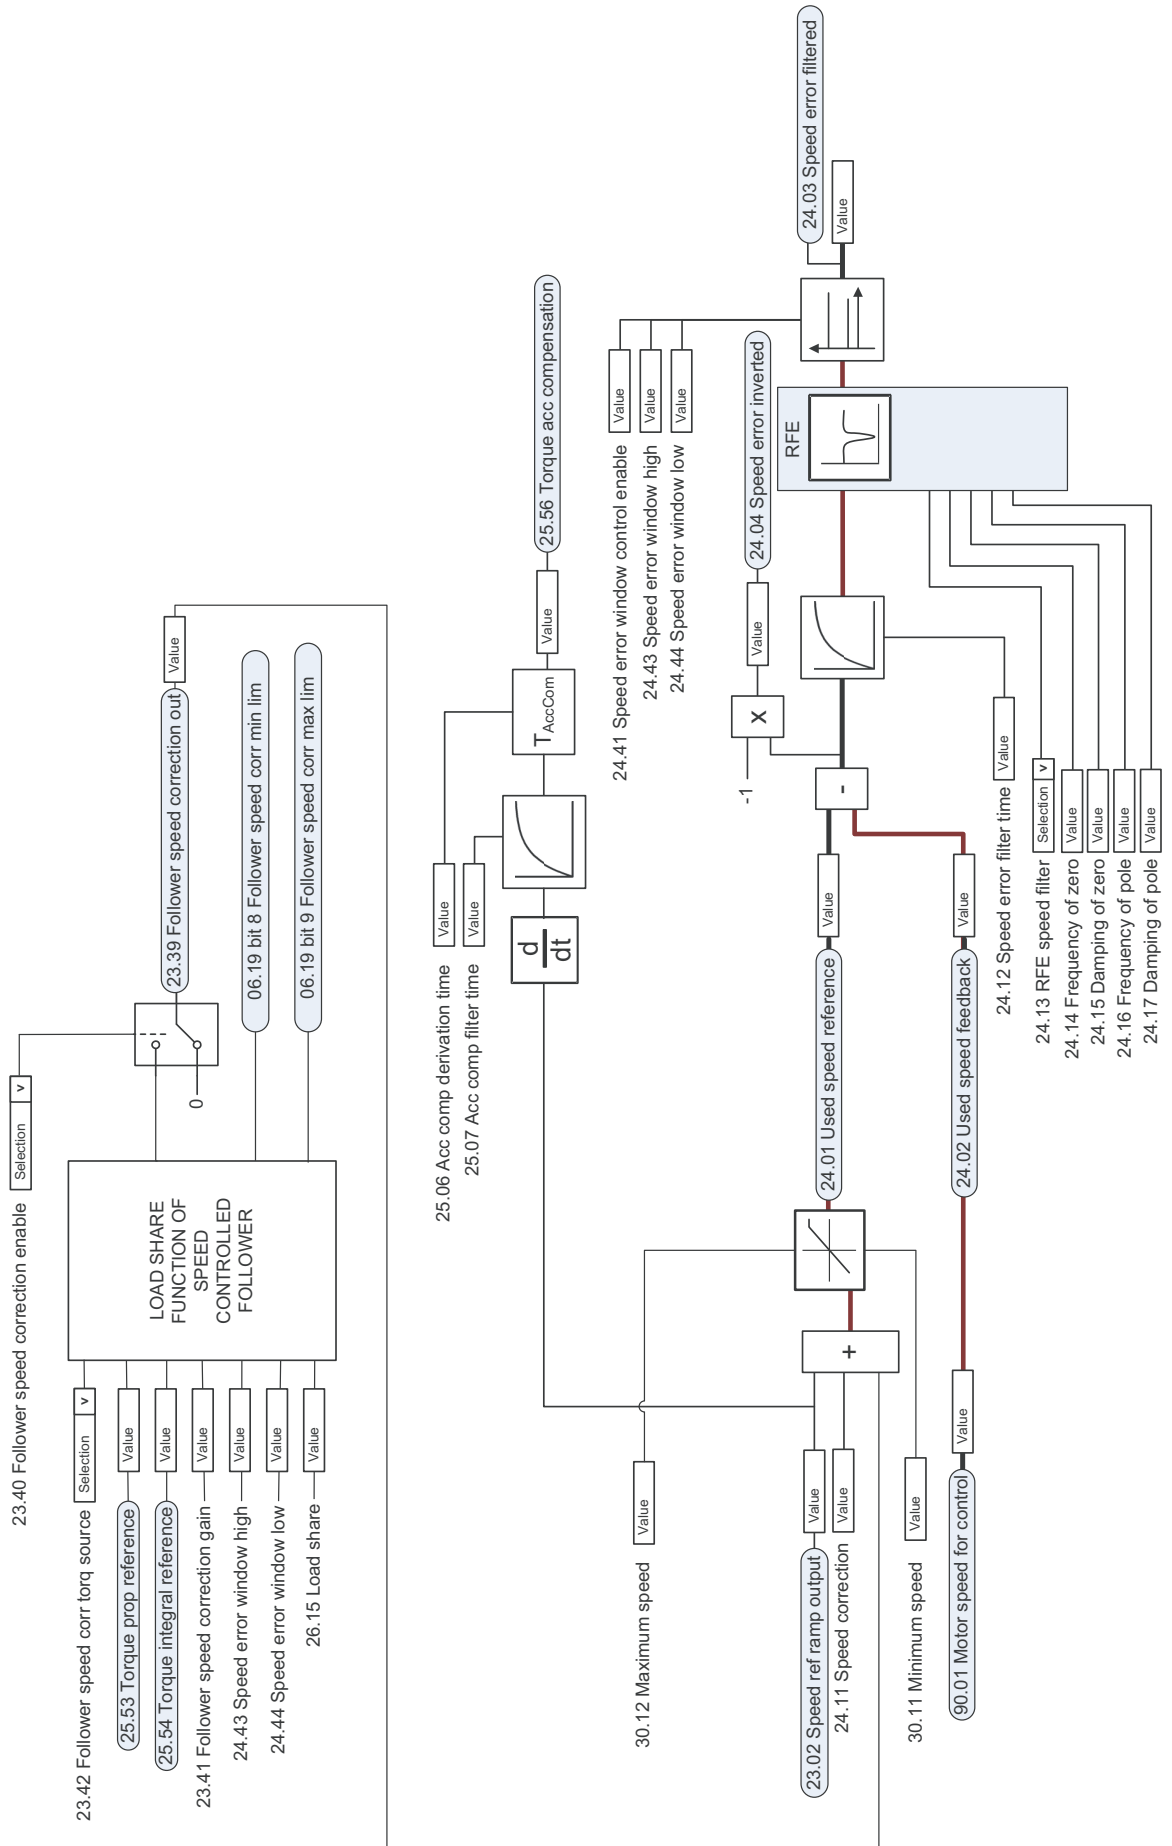 23.40 Follower speed correction enable
Selection v
23.42 Follower speed corr torq source
Selection v
25.53 Torque prop reference
Value
25.54 Torque integral reference
Value
23.41 Follower speed correction gain
Value
24.43 Speed error window high
Value
24.44 Speed error window low
Value
26.15 Load share
Value
LOAD SHARE
FUNCTION OF
SPEED
CONTROLLED
FOLLOWER
0
23.39 Follower speed correction out
Value
06.19 bit 8 Follower speed corr min lim
06.19 bit 9 Follower speed corr max lim
25.06 Acc comp derivation time
Value
25.07 Acc comp filter time
Value
d
dt
TAccCom
Value
25.56 Torque acc compensation
24.41 Speed error window control enable
Value
24.43 Speed error window high
Value
24.44 Speed error window low
Value
30.12 Maximum speed
Value
23.02 Speed ref ramp output
Value
24.11 Speed correction
Value
30.11 Minimum speed
Value
+
24.01 Used speed reference
Value
90.01 Motor speed for control
Value
24.02 Used speed feedback
Value
-
-1
X
Value
24.04 Speed error inverted
RFE
24.03 Speed error filtered
Value
24.12 Speed error filter time
Value
24.13 RFE speed filter
Selection v
24.14 Frequency of zero
Value
24.15 Damping of zero
Value
24.16 Frequency of pole
Value
24.17 Damping of pole
Value